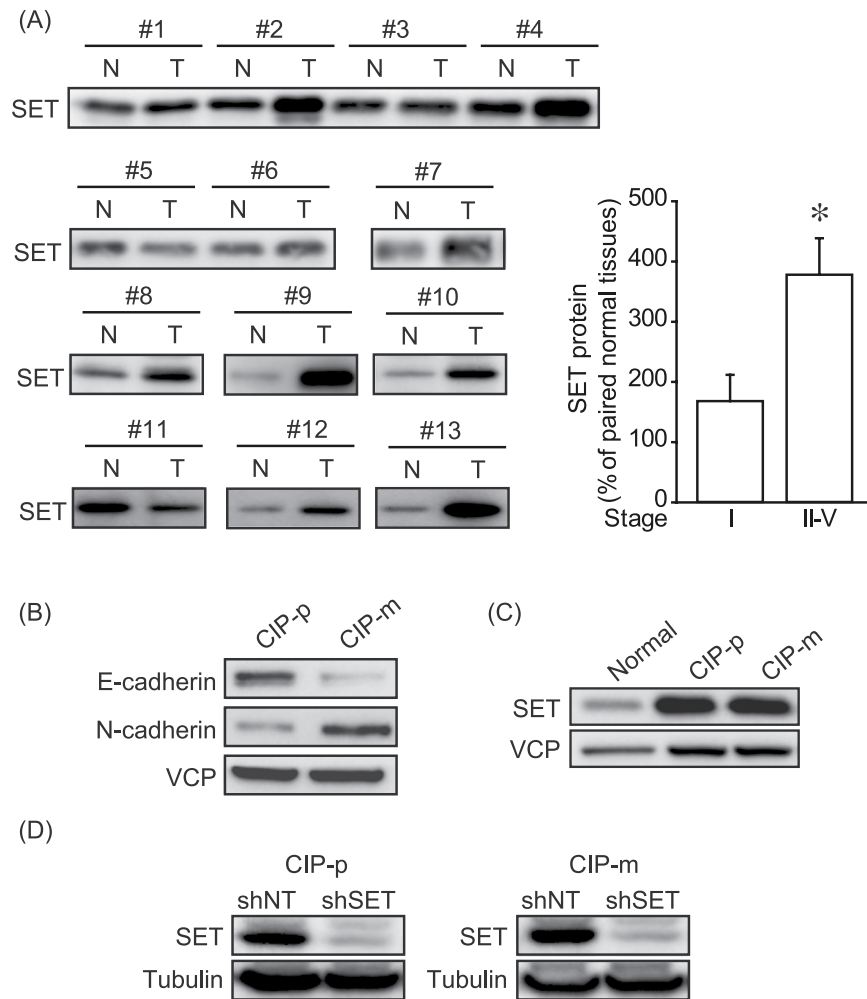 (A)
#1 #2 #3 #4
N T N T N T N T
SET
#5 #6 #7
N T N T N T
SET
#8 #9 #10
N T N T N T
SET
#11 #12 #13
N T N T N T
SET
SET protein
(% of paired normal tissues)
500
400
300
200
100
0
*
Stage I II-V
(B)
CIP-p CIP-m
E-cadherin
N-cadherin
VCP
(C)
Normal CIP-p CIP-m
SET
VCP
(D)
CIP-p CIP-m
shNT shSET shNT shSET
SET SET
Tubulin Tubulin